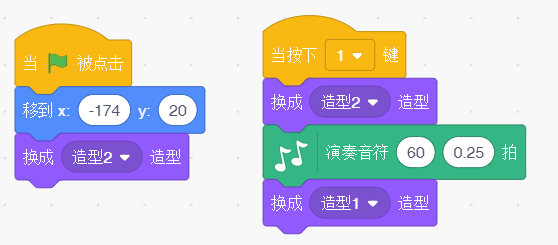 当 被点击
移到 x: -174 y: 20
换成 造型2 造型
当按下 1 键
换成 造型2 造型
演奏音符 60 0.25 拍
换成 造型1 造型